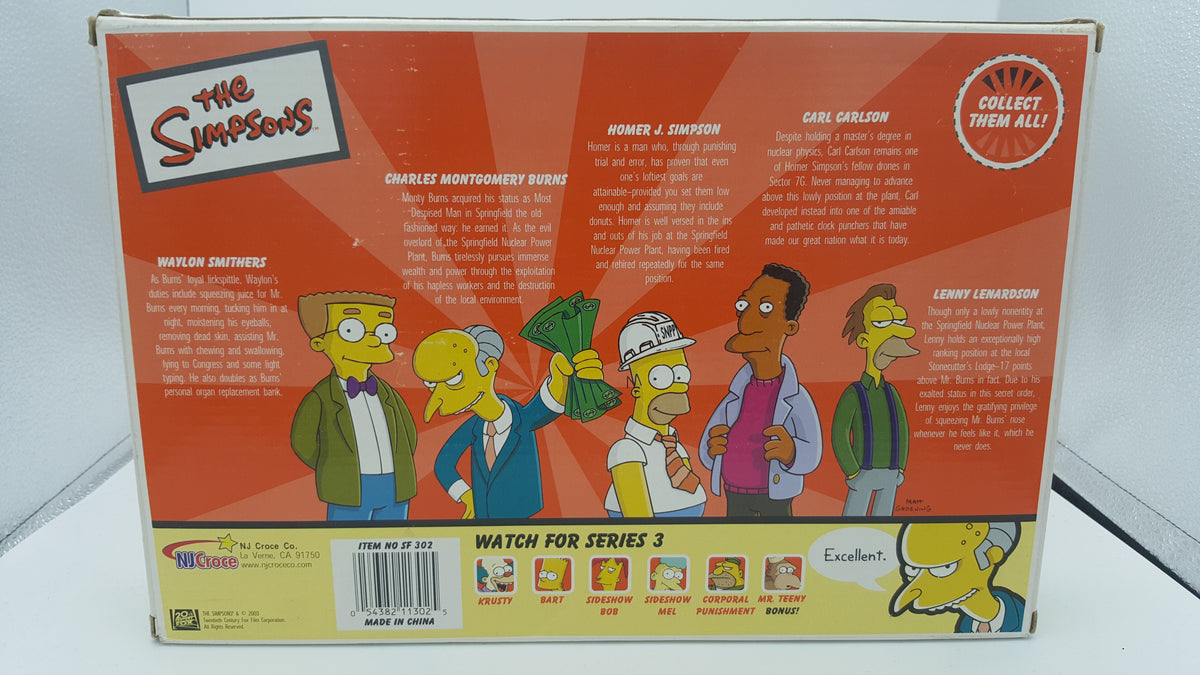 THE
SIMPSONS
TM
COLLECT
THEM ALL!
WAYLON SMITHERS
As Burns' loyal lickspittle, Waylon's
duties include squeezing juice for Mr.
Burns every morning, tucking him in at
night, moistening his eyeballs,
removing dead skin, assisting Mr.
Burns with chewing and swallowing,
lying to Congress and some light
typing. He also doubles as Burns'
personal organ replacement bank.
CHARLES MONTGOMERY BURNS
Monty Burns acquired his status as Most
Despised Man in Springfield the old
fashioned way: he earned it. As the evil
overlord of the Springfield Nuclear Power
Plant, Burns tirelessly pursues immense
wealth and power through the exploitation
of his hapless workers and the destruction
of the local environment.
HOMER J. SIMPSON
Homer is a man who, through punishing
trial and error, has proven that even
one's loftiest goals are
attainable-provided you set them low
enough and assuming they include
donuts. Homer is well versed in the ins
and outs of his job at the Springfield
Nuclear Power Plant, having been fired
and rehired repeatedly for the same
position.
CARL CARLSON
Despite holding a master's degree in
nuclear physics, Carl Carlson remains one
of Homer Simpson's fellow drones in
Sector 7G. Never managing to advance
above this lowly position at the plant, Carl
developed instead into one of the amiable
and pathetic clock punchers that have
made our great nation what it is today.
LENNY LENARDSON
Though only a lowly nonentity at
the Springfield Nuclear Power Plant,
Lenny holds an exceptionally high
ranking position at the local
Stonecutter's Lodge-17 points
above Mr. Burns in fact. Due to his
exalted status in this secret order,
Lenny enjoys the gratifying privilege
of squeezing Mr. Burns' nose
whenever he feels like it, which he
never does.
SNPP
MATT
GROENING
NJ Croce
NJ Croce Co.
La Verne, CA 91750
www.njcroceco.com
20th
FOX
THE SIMPSONS ® & © 2003
Twentieth Century Fox Film Corporation.
All Rights Reserved.
ITEM NO SF 302
0 54382 11302 5
MADE IN CHINA
WATCH FOR SERIES 3
KRUSTY
BART
SIDESHOW
BOB
SIDESHOW
MEL
CORPORAL
PUNISHMENT
MR. TEENY
BONUS!
Excellent.